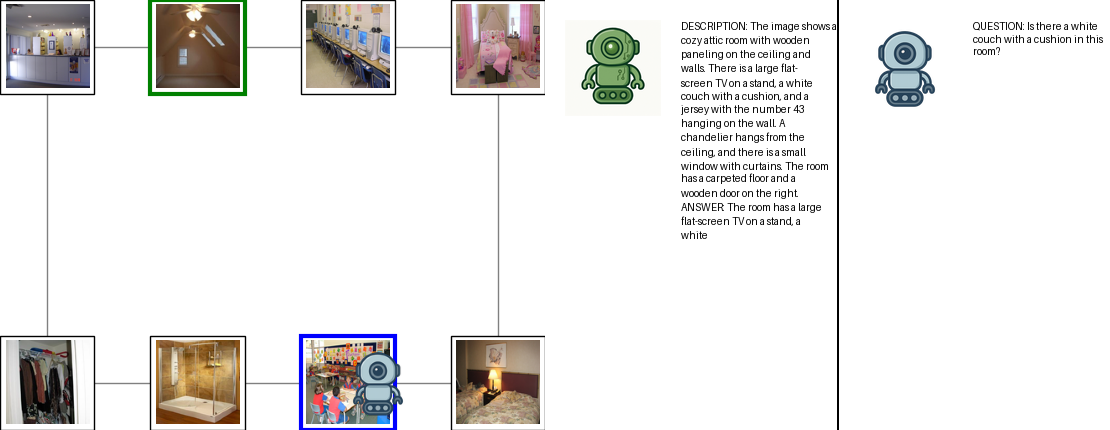 DESCRIPTION: The image shows a
cozy attic room with wooden
paneling on the ceiling and
walls. There is a large flat-
screen TV on a stand, a white
couch with a cushion, and a
jersey with the number 43
hanging on the wall. A
chandelier hangs from the
ceiling, and there is a small
window with curtains. The room
has a carpeted floor and a
wooden door on the right.
ANSWER: The room has a large
flat-screen TV on a stand, a
white
QUESTION: Is there a white
couch with a cushion in this
room?